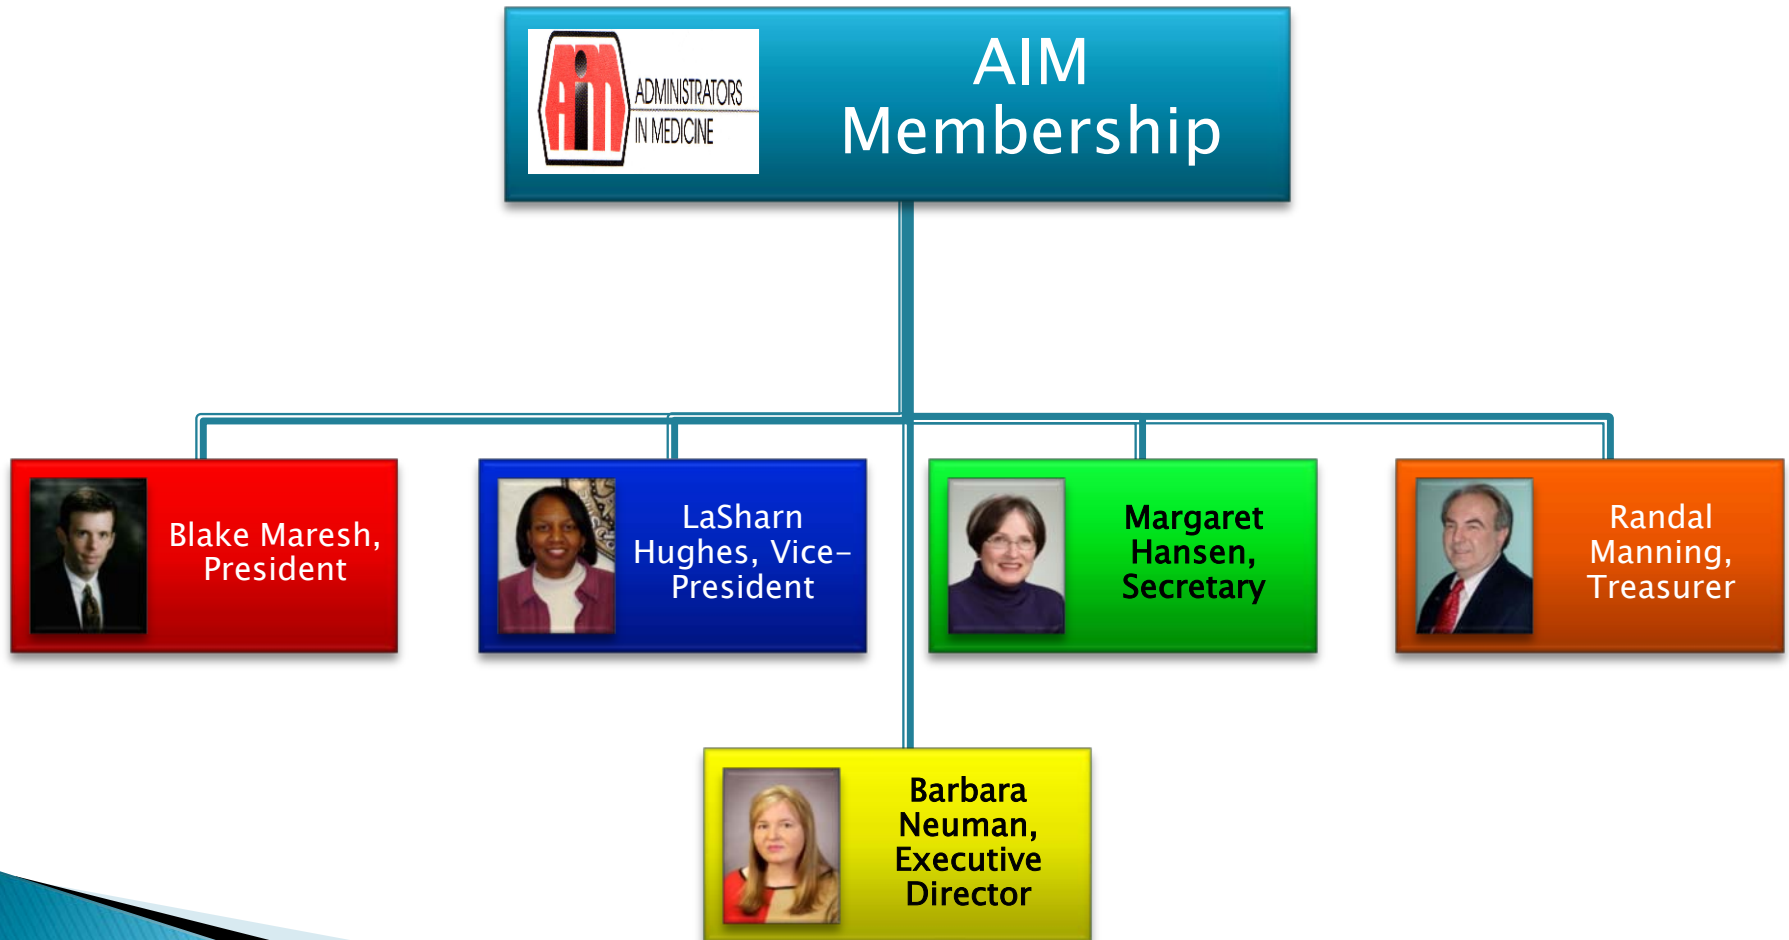 AIM
ADMINISTRATORS
IN MEDICINE
AIM
Membership
Blake Maresh,
President
LaSharn
Hughes, Vice-
President
Margaret
Hansen,
Secretary
Randal
Manning,
Treasurer
Barbara
Neuman,
Executive
Director